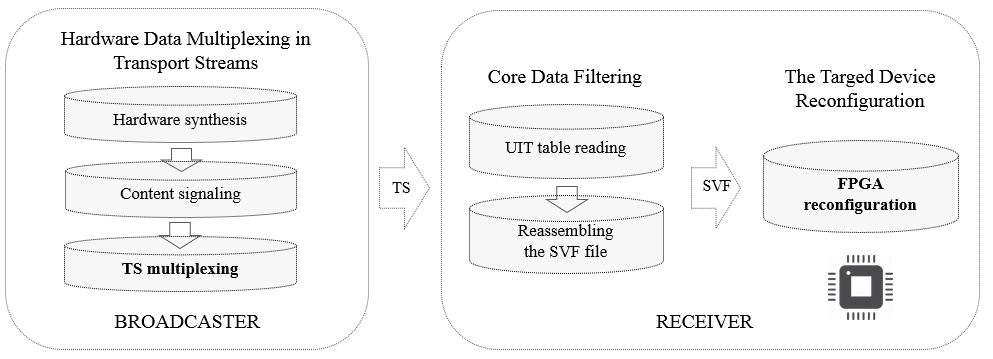 Hardware Data Multiplexing in
Transport Streams
Hardware synthesis
Content signaling
TS multiplexing
BROADCASTER
TS
Core Data Filtering
UIT table reading
Reassembling
the SVF file
SVF
The Targed Device
Reconfiguration
FPGA
reconfiguration
RECEIVER